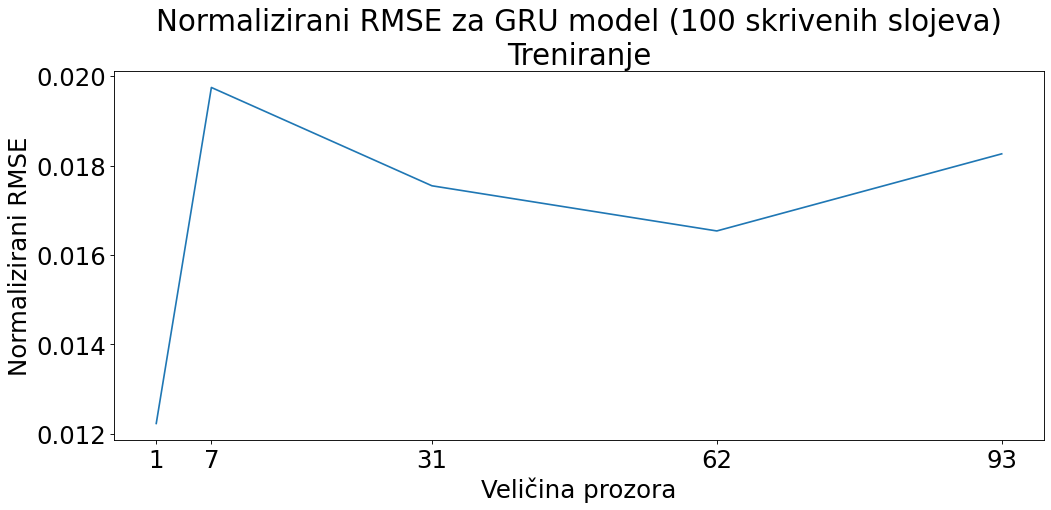 Normalizirani RMSE za GRU model (100 skrivenih slojeva)
Treniranje
Normalizirani RMSE
0.020
0.018
0.016
0.014
0.012
1 7 31 62 93
Veličina prozora